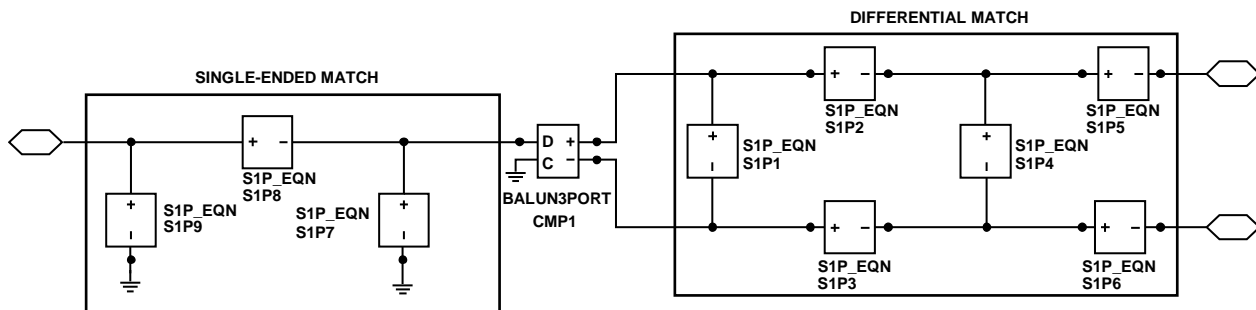 DIFFERENTIAL MATCH
SINGLE-ENDED MATCH
+ −
S1P_EQN
S1P2
+ −
S1P_EQN
S1P5
+ −
S1P_EQN
S1P8
D +
C −
BALUN3PORT
CMP1
+
−
S1P_EQN
S1P1
+
−
S1P_EQN
S1P4
+
−
S1P_EQN
S1P9
S1P_EQN
S1P7
+
−
+ −
S1P_EQN
S1P3
+ −
S1P_EQN
S1P6